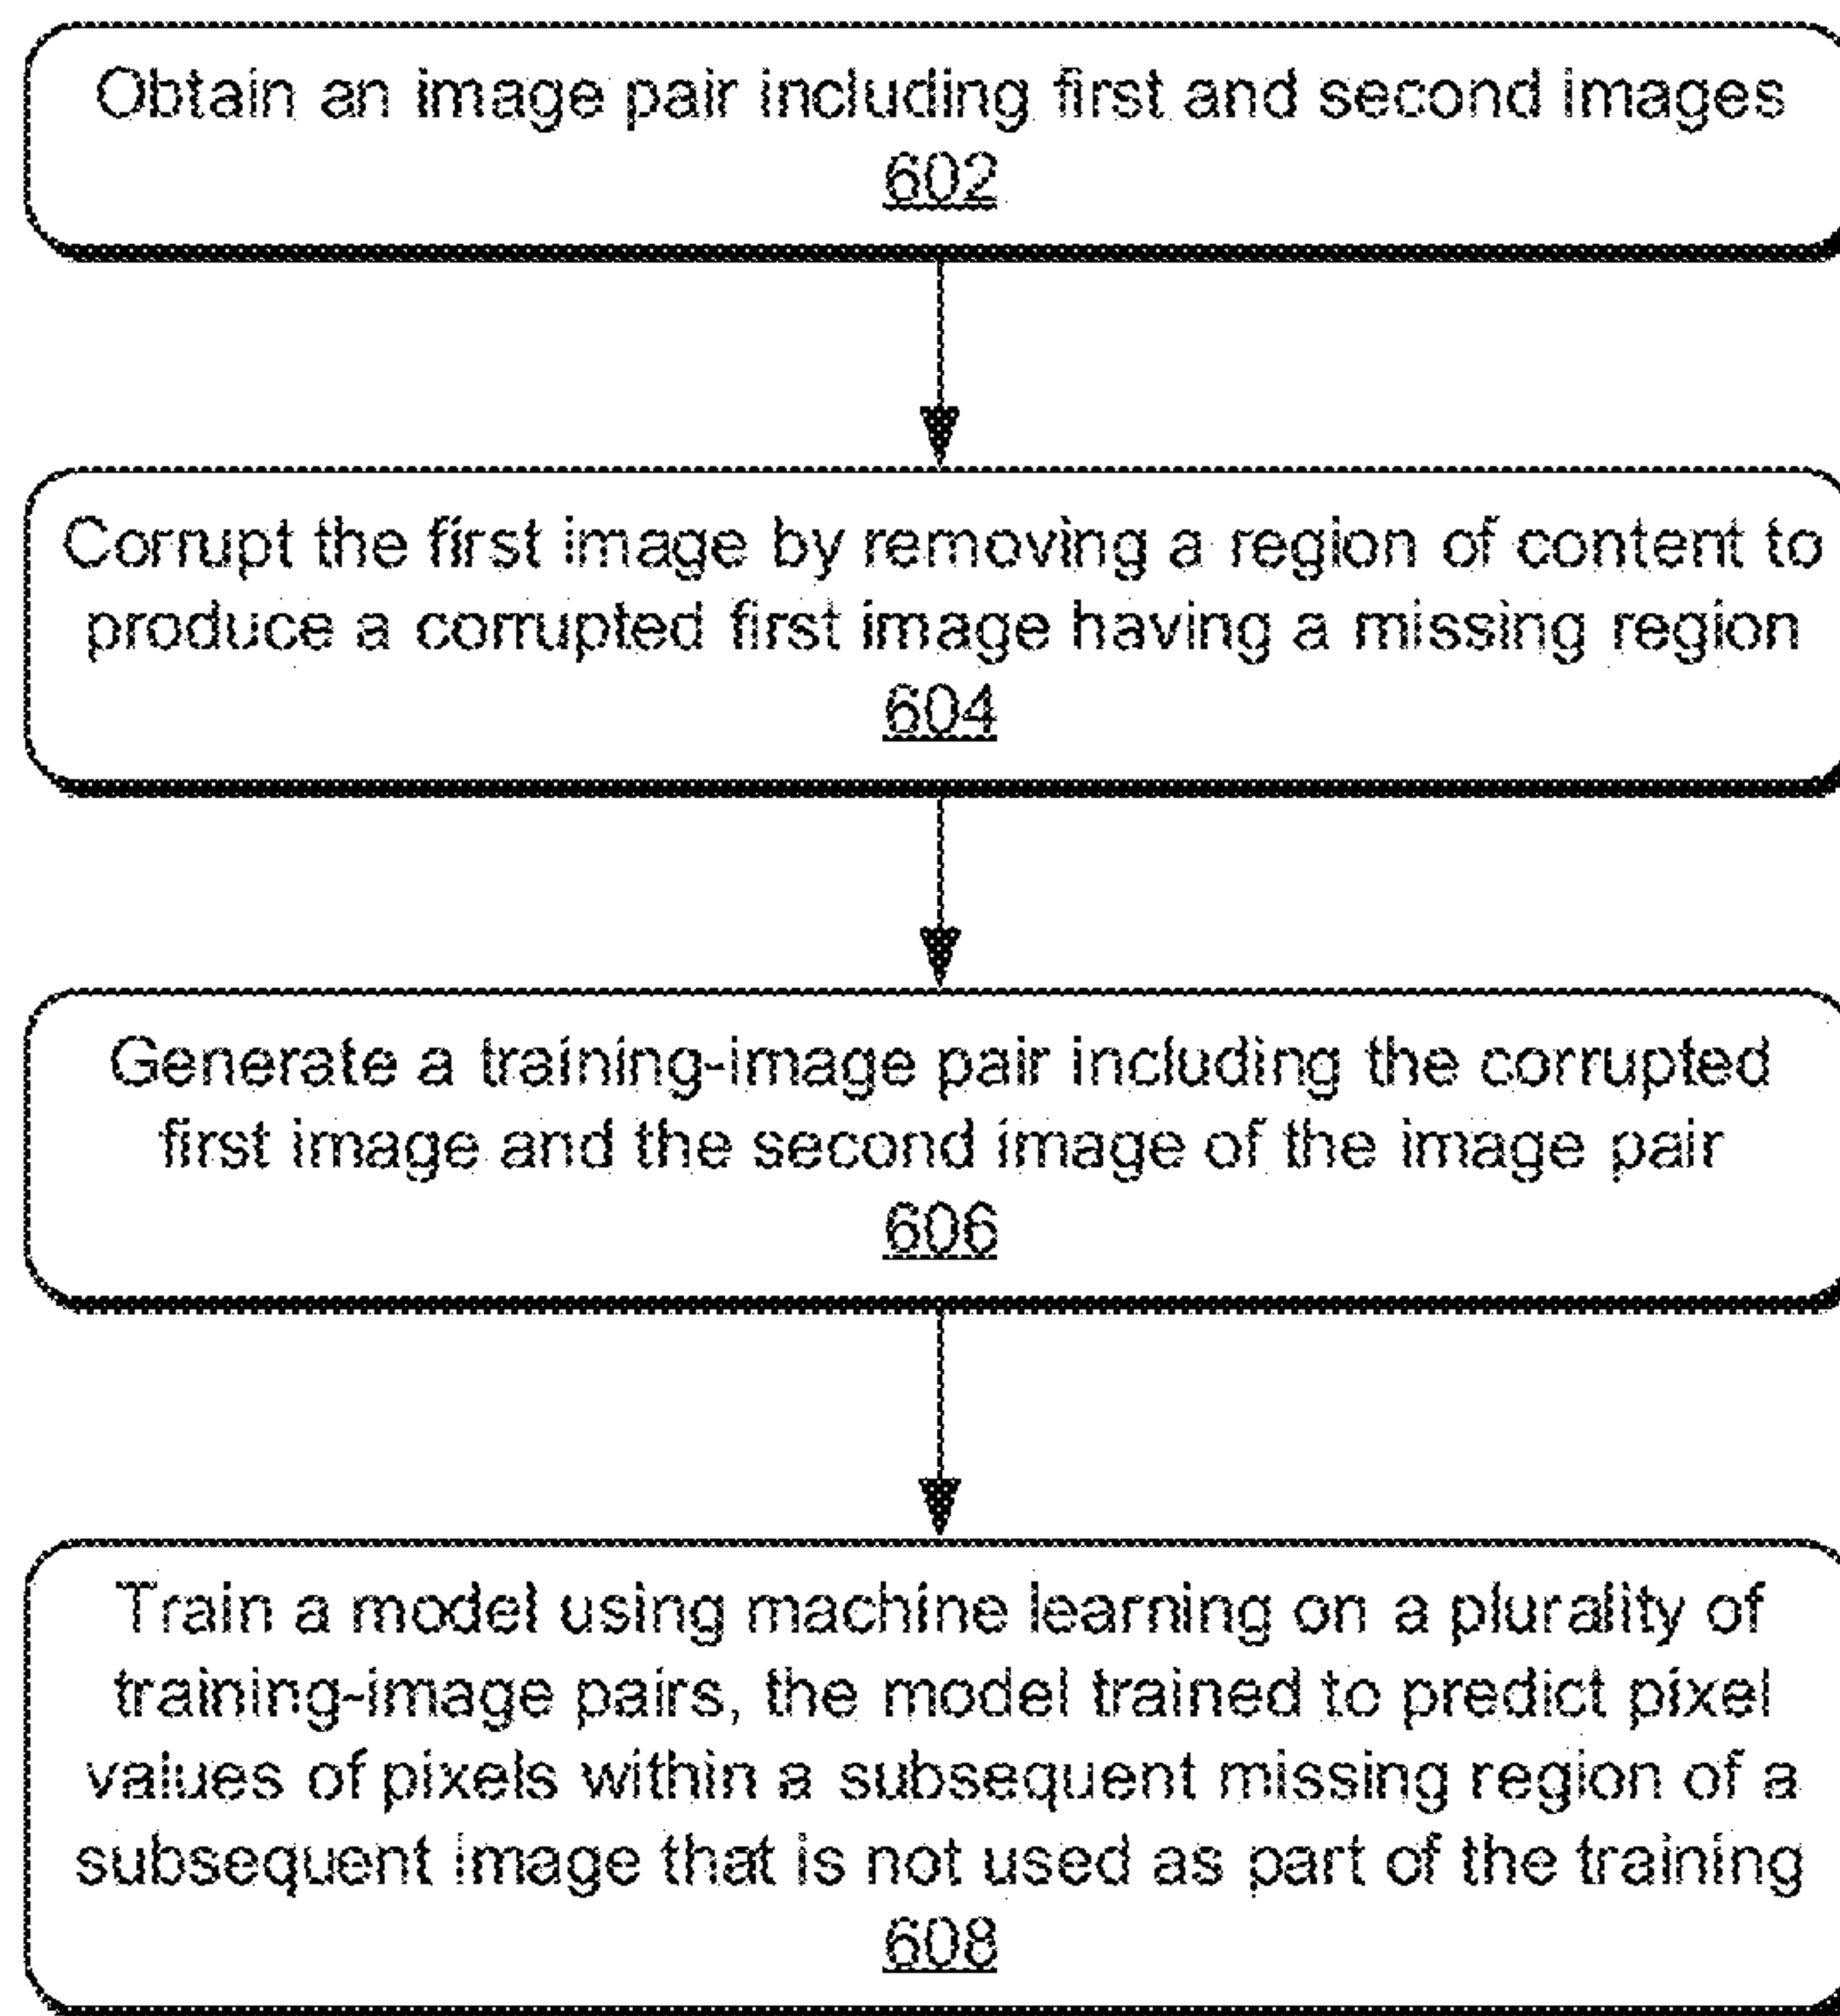 Obtain an image pair including first and second images
602
Corrupt the first image by removing a region of content to
produce a corrupted first image having a missing region
604
Generate a training-image pair including the corrupted
first image and the second image of the image pair
606
Train a model using machine learning on a plurality of
training-image pairs, the model trained to predict pixel
values of pixels within a subsequent missing region of a
subsequent image that is not used as part of the training
608